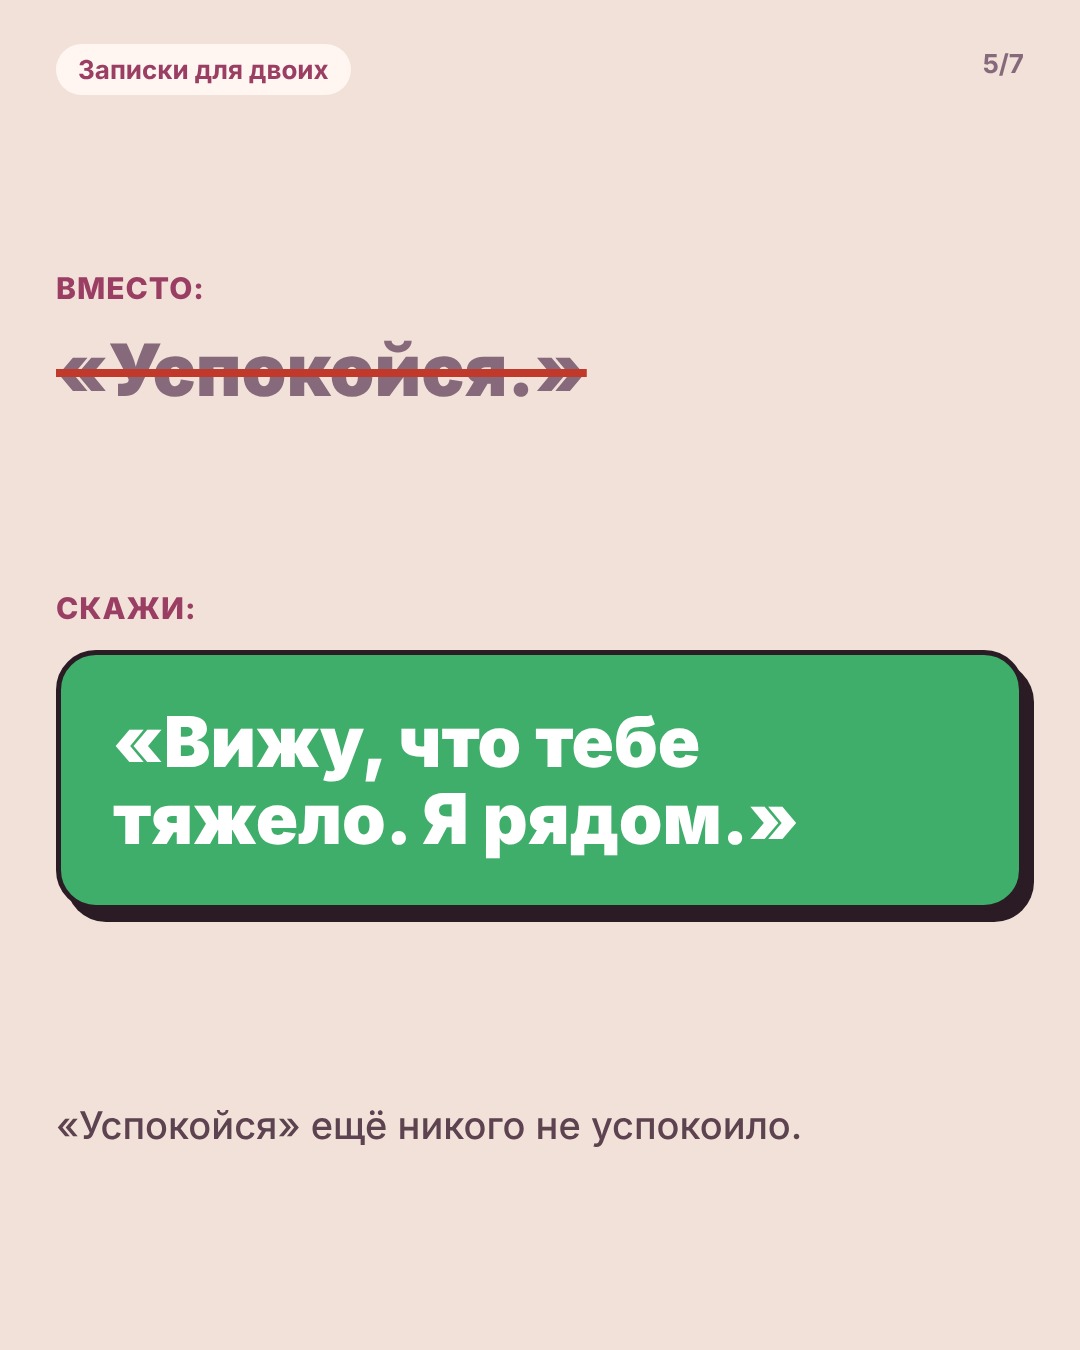 Записки для двоих
5/7
ВМЕСТО:
«Успокойся.»
СКАЖИ:
«Вижу, что тебе
тяжело. Я рядом.»
«Успокойся» ещё никого не успокоило.